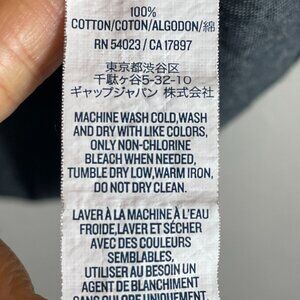 100%
COTTON/COTON/ALGODON/綿
RN 54023 / CA 17897
東京都渋谷区
千駄ヶ谷5-32-10
ギャップジャパン 株式会社
MACHINE WASH COLD,WASH
AND DRY WITH LIKE COLORS,
ONLY NON-CHLORINE
BLEACH WHEN NEEDED,
TUMBLE DRY LOW,WARM IRON,
DO NOT DRY CLEAN.
LAVER À LA MACHINE À L'EAU
FROIDE,LAVER ET SÉCHER
AVEC DES COULEURS
SEMBLABLES,
UTILISER AU BESOIN UN
AGENT DE BLANCHIMENT
SANS CHLORE UNIQUEMENT,